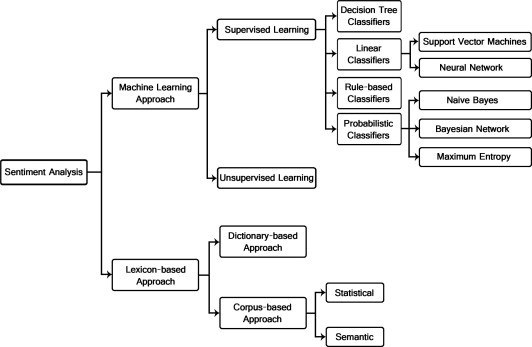 Sentiment Analysis
Machine Learning
Approach
Supervised Learning
Decision Tree
Classifiers
Linear
Classifiers
Support Vector Machines
Neural Network
Rule-based
Classifiers
Probabilistic
Classifiers
Naive Bayes
Bayesian Network
Maximum Entropy
Unsupervised Learning
Lexicon-based
Approach
Dictionary-based
Approach
Corpus-based
Approach
Statistical
Semantic